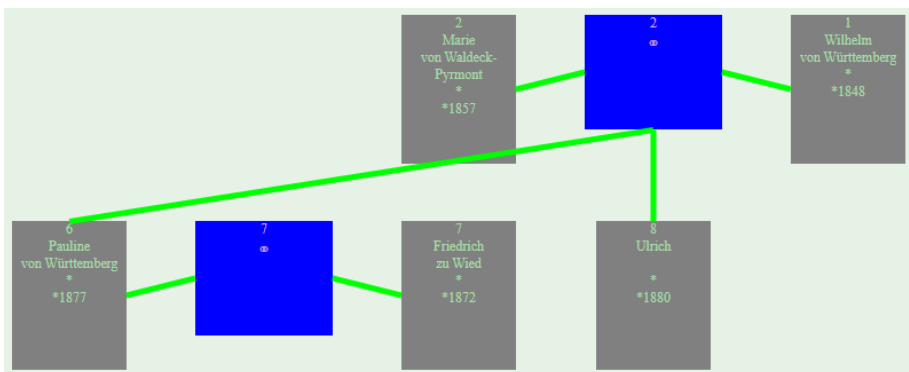 2
Marie
von Waldeck-
Pyrmont
*
*1857
2
⚭
1
Wilhelm
von Württemberg
*
*1848
6
Pauline
von Württemberg
*
*1877
7
⚭
7
Friedrich
zu Wied
*
*1872
8
Ulrich
*
*1880